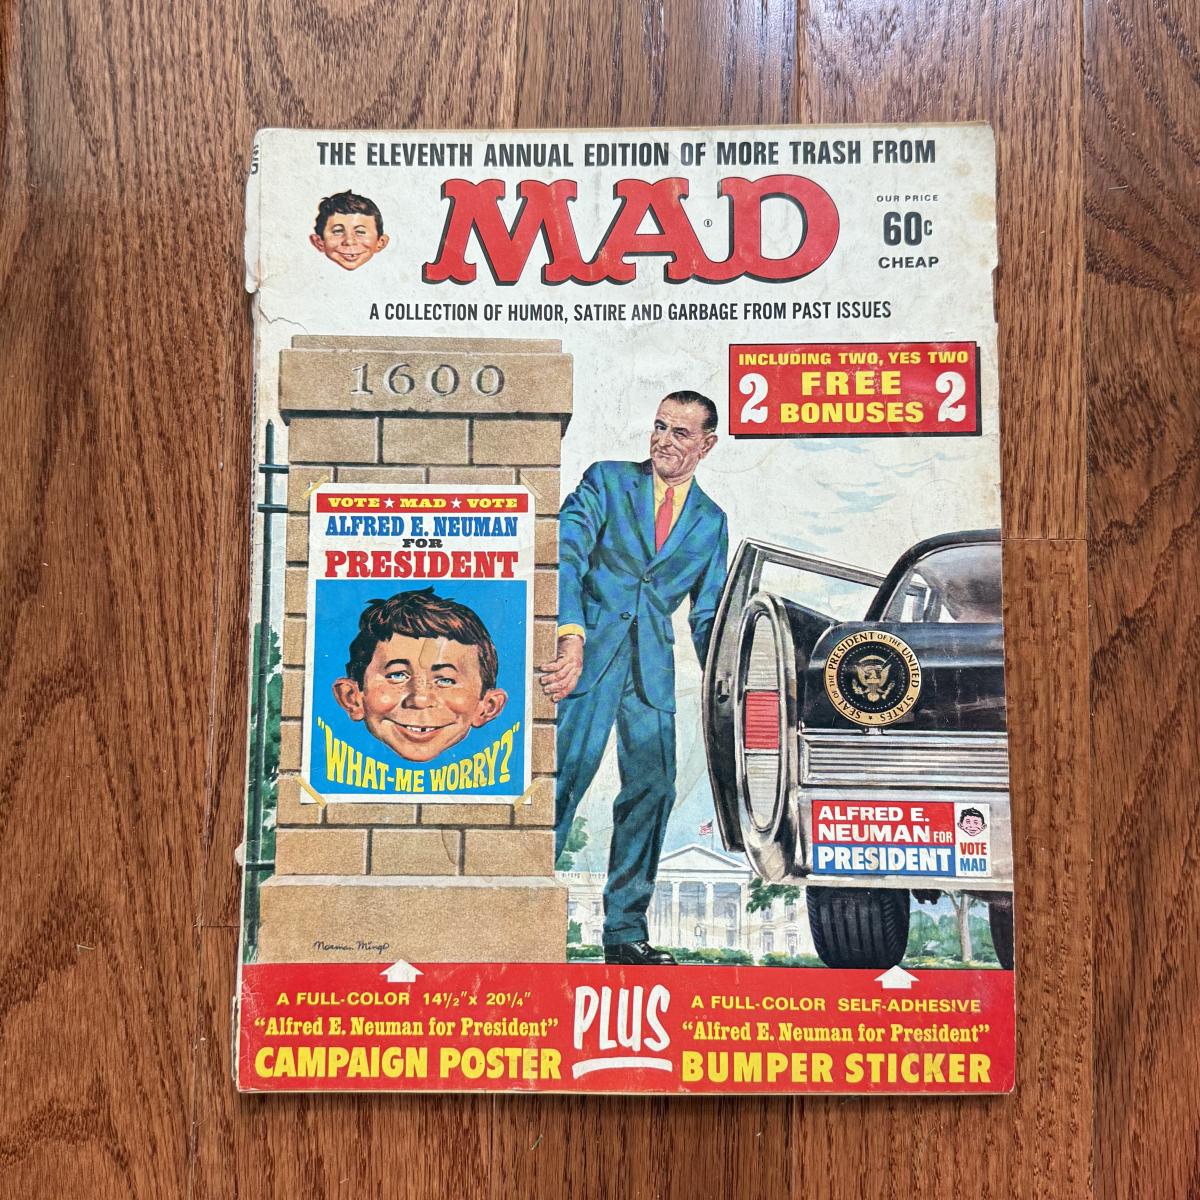 THE ELEVENTH ANNUAL EDITION OF MORE TRASH FROM
MAD
OUR PRICE
60c
CHEAP
A COLLECTION OF HUMOR, SATIRE AND GARBAGE FROM PAST ISSUES
INCLUDING TWO, YES TWO
2 FREE 2
BONUSES
1600
VOTE ★ MAD ★ VOTE
ALFRED E. NEUMAN
FOR
PRESIDENT
"WHAT-ME WORRY?"
SEAL OF THE PRESIDENT OF THE UNITED STATES
ALFRED E.
NEUMAN FOR
PRESIDENT
VOTE
MAD
Norman Mingo
A FULL-COLOR 14½" x 20¼"
"Alfred E. Neuman for President"
CAMPAIGN POSTER
PLUS
A FULL-COLOR SELF-ADHESIVE
"Alfred E. Neuman for President"
BUMPER STICKER